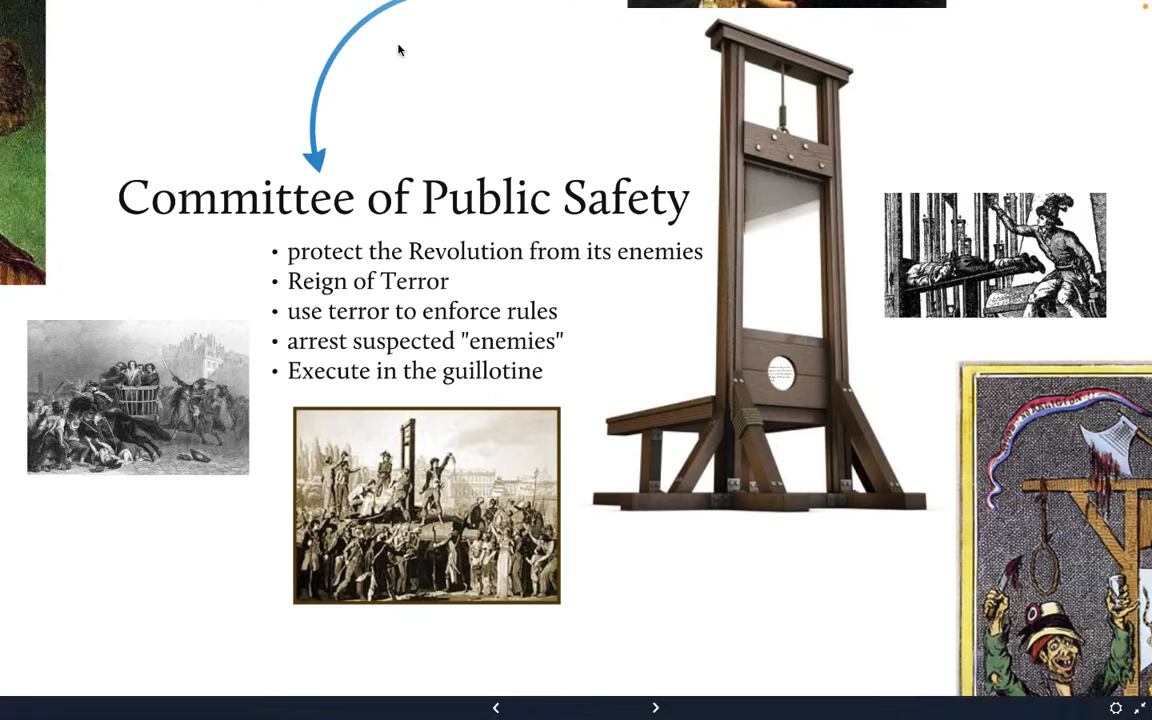 Committee of Public Safety
• protect the Revolution from its enemies
• Reign of Terror
• use terror to enforce rules
• arrest suspected "enemies"
• Execute in the guillotine